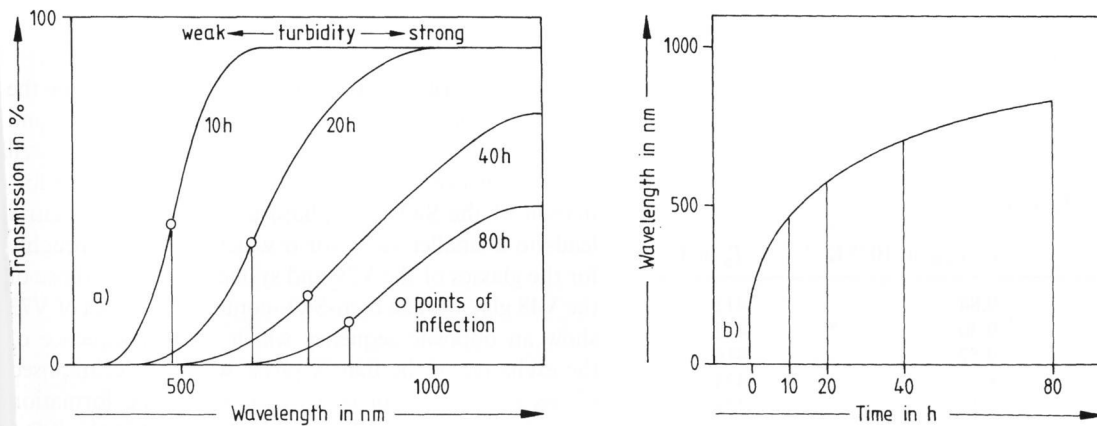 100
weak ← turbidity → strong
10h
20h
40h
80h
a)
points of
inflection
0
500
1000
Wavelength in nm
Transmission in %
1000
500
0
b)
0
10
20
40
80
Time in h
Wavelength in nm